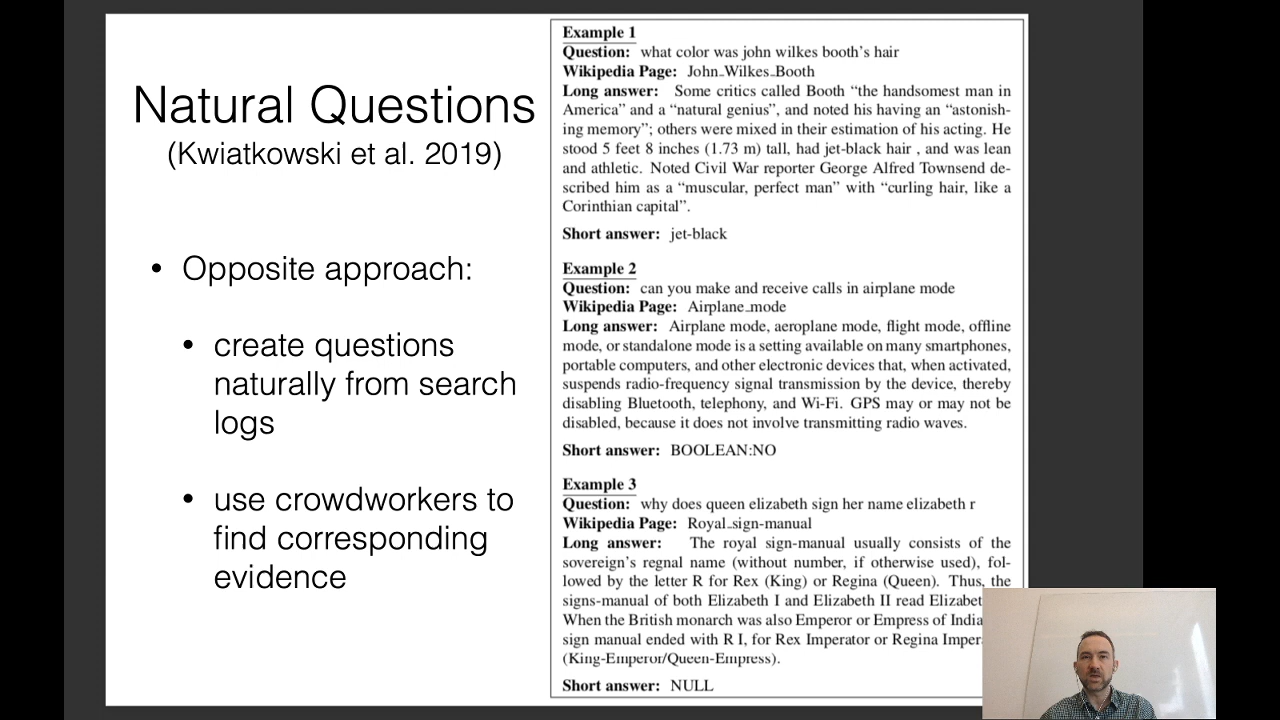 Natural Questions
(Kwiatkowski et al. 2019)
• Opposite approach:
• create questions
naturally from search
logs
• use crowdworkers to
find corresponding
evidence
Example 1
Question: what color was john wilkes booth's hair
Wikipedia Page: John_Wilkes_Booth
Long answer: Some critics called Booth “the handsomest man in
America” and a “natural genius”, and noted his having an “astonish-
ing memory”; others were mixed in their estimation of his acting. He
stood 5 feet 8 inches (1.73 m) tall, had jet-black hair , and was lean
and athletic. Noted Civil War reporter George Alfred Townsend de-
scribed him as a “muscular, perfect man” with “curling hair, like a
Corinthian capital”.
Short answer: jet-black
Example 2
Question: can you make and receive calls in airplane mode
Wikipedia Page: Airplane_mode
Long answer: Airplane mode, aeroplane mode, flight mode, offline
mode, or standalone mode is a setting available on many smartphones,
portable computers, and other electronic devices that, when activated,
suspends radio-frequency signal transmission by the device, thereby
disabling Bluetooth, telephony, and Wi-Fi. GPS may or may not be
disabled, because it does not involve transmitting radio waves.
Short answer: BOOLEAN:NO
Example 3
Question: why does queen elizabeth sign her name elizabeth r
Wikipedia Page: Royal_sign-manual
Long answer: The royal sign-manual usually consists of the
sovereign's regnal name (without number, if otherwise used), fol-
lowed by the letter R for Rex (King) or Regina (Queen). Thus, the
signs-manual of both Elizabeth I and Elizabeth II read Elizabet
When the British monarch was also Emperor or Empress of India
sign manual ended with R I, for Rex Imperator or Regina Imper
(King-Emperor/Queen-Empress).
Short answer: NULL